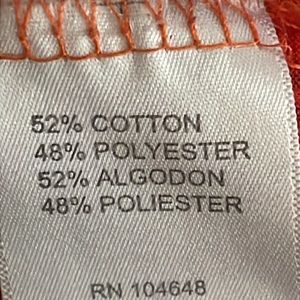 52% COTTON
48% POLYESTER
52% ALGODON
48% POLIESTER
RN 104648